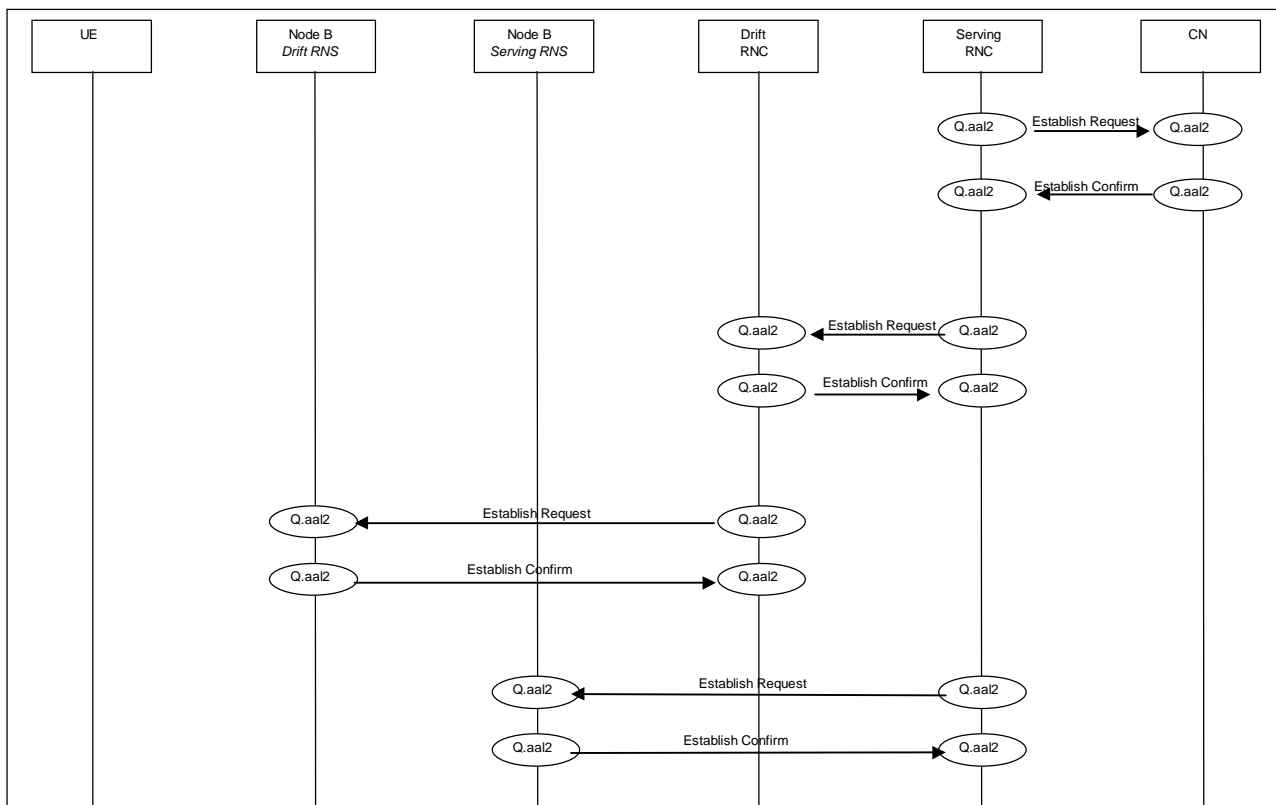 UE
Node B
Drift RNS
Node B
Serving RNS
Drift
RNC
Serving
RNC
CN
Q.aal2
Establish Request
Q.aal2
Q.aal2
Establish Confirm
Q.aal2
Q.aal2
Establish Request
Q.aal2
Q.aal2
Establish Confirm
Q.aal2
Q.aal2
Establish Request
Q.aal2
Q.aal2
Establish Confirm
Q.aal2
Q.aal2
Establish Request
Q.aal2
Q.aal2
Establish Confirm
Q.aal2